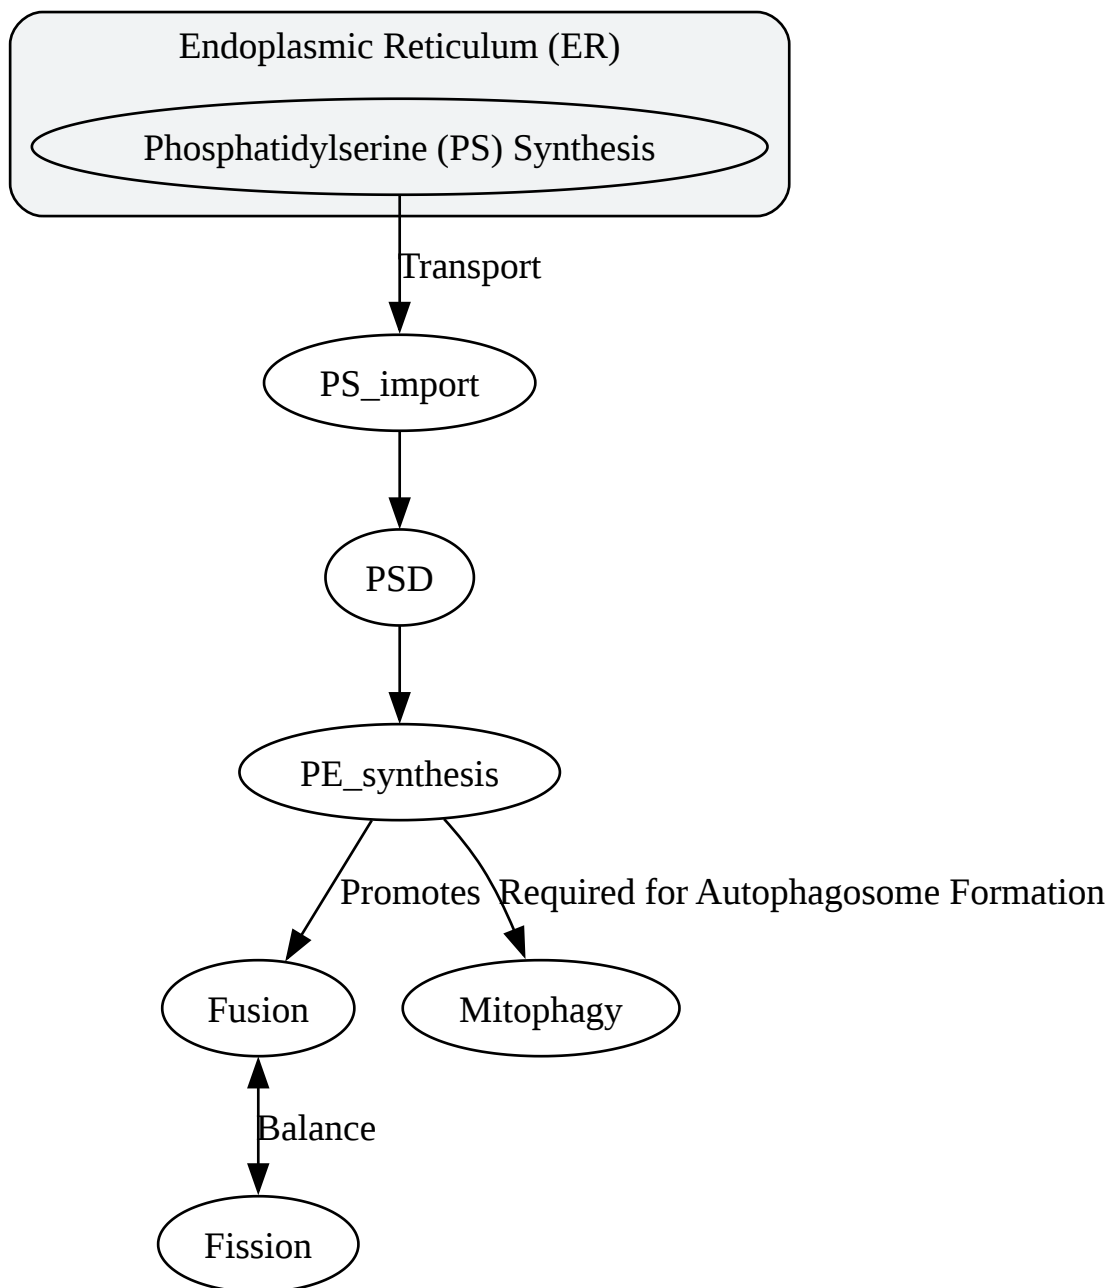 Endoplasmic Reticulum (ER)
Phosphatidylserine (PS) Synthesis
Transport
PS_import
PSD
PE_synthesis
Promotes
Required for Autophagosome Formation
Fusion
Mitophagy
Balance
Fission